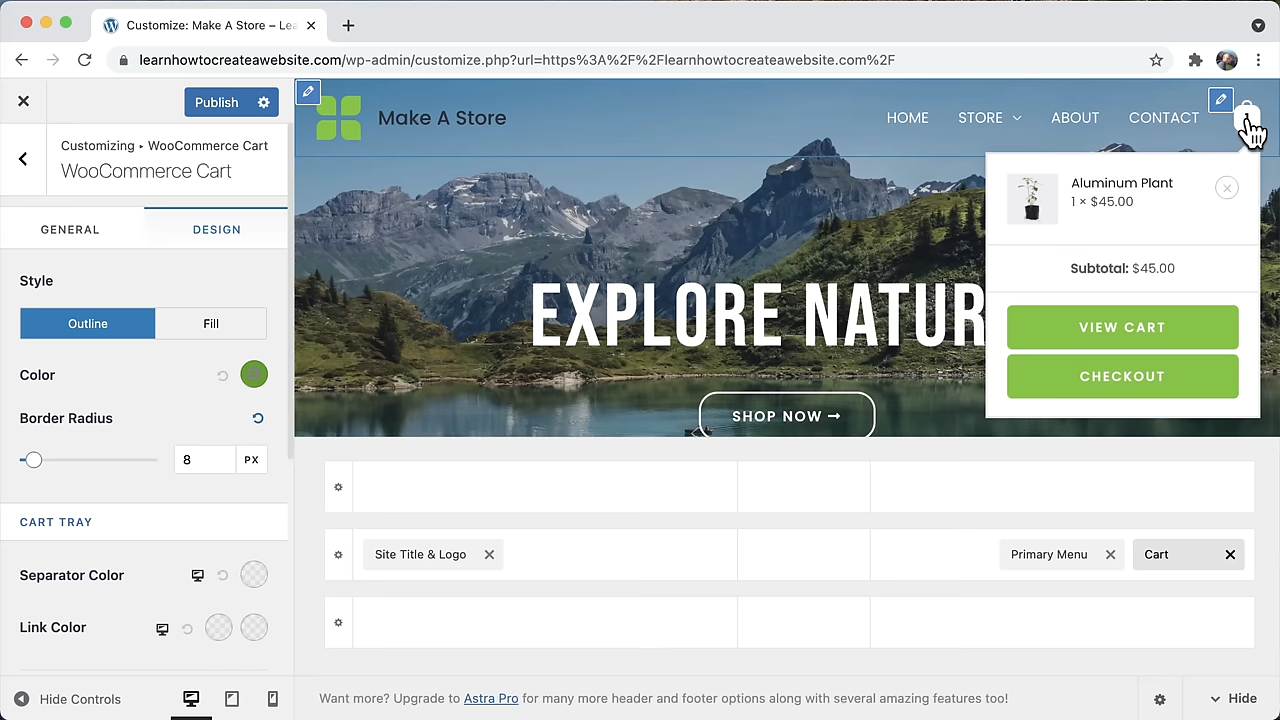 Customize: Make A Store – Lea
learnhowtocreateawebsite.com/wp-admin/customize.php?url=https%3A%2F%2Flearnhowtocreateawebsite.com%2F
Publish
Customizing ▸ WooCommerce Cart
WooCommerce Cart
GENERAL
DESIGN
Style
Outline
Fill
Color
Border Radius
8
PX
CART TRAY
Separator Color
Link Color
Hide Controls
Make A Store
HOME
STORE
ABOUT
CONTACT
Aluminum Plant
1 × $45.00
Subtotal: $45.00
VIEW CART
CHECKOUT
EXPLORE NATUR
SHOP NOW →
Site Title & Logo
Primary Menu
Cart
Want more? Upgrade to Astra Pro for many more header and footer options along with several amazing features too!
Hide